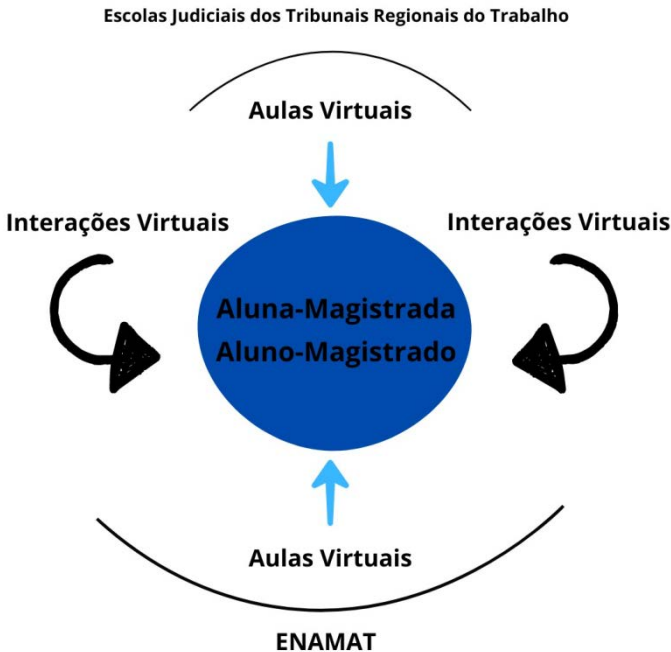 Escolas Judiciais dos Tribunais Regionais do Trabalho
Aulas Virtuais
Interações Virtuais
Interações Virtuais
Aluna-Magistrada
Aluno-Magistrado
Aulas Virtuais
ENAMAT